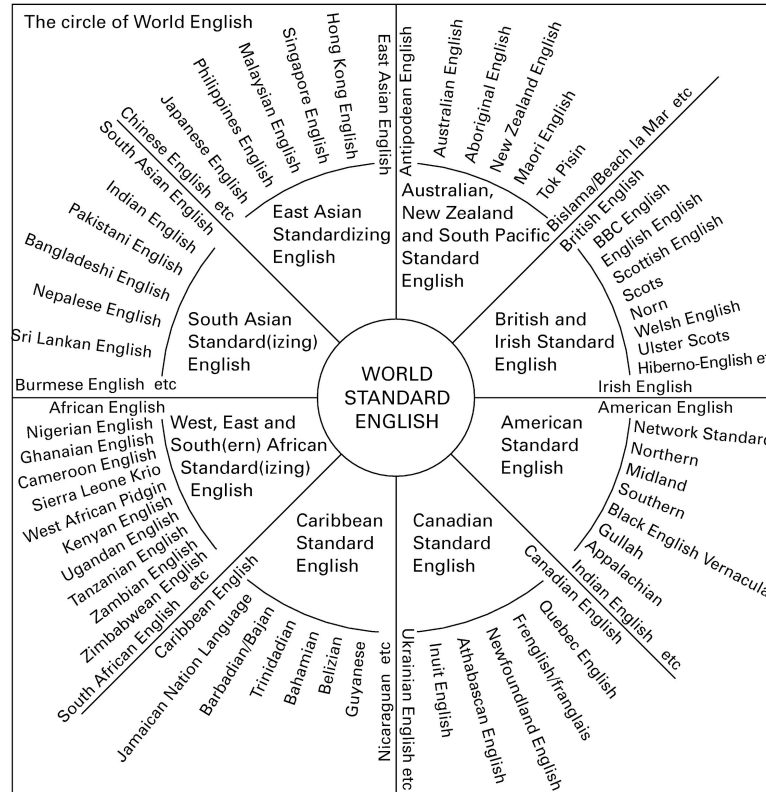 The circle of World English
WORLD
STANDARD
ENGLISH
Australian,
New Zealand
and South Pacific
Standard
English
Antipodean English
Australian English
Aboriginal English
New Zealand English
Maori English
Tok Pisin
Bislama/Beach la Mar etc
British and
Irish Standard
English
British English
BBC English
English English
Scottish English
Scots
Norn
Welsh English
Ulster Scots
Hiberno-English
Irish English
American
Standard
English
American English
Network Standard
Northern
Midland
Southern
Black English
Gullah
Appalachian
Indian English etc
Canadian
Standard
English
Canadian English
Quebec English
Frenglish/franglais
Newfoundland English
Athabascan English
Inuit English
Ukrainian English etc
Caribbean
Standard
English
Caribbean English
Jamaican Nation Language
Barbadian/Bajan
Trinidadian
Bahamian
Belizian
Guyanese
Nicaraguan etc
West, East and
South(ern) African
Standard(izing)
English
African English
Nigerian English
Ghanaian English
Cameroon English
Sierra Leone Krio
West African Pidgin
Kenyan English
Ugandan English
Tanzanian English
Zambian English
Zimbabwean English
South African English etc
South Asian
Standard(izing)
English
South Asian English
Indian English
Pakistani English
Bangladeshi English
Nepalese English
Sri Lankan English
Burmese English etc
East Asian
Standardizing
English
East Asian English
Hong Kong English
Singapore English
Malaysian English
Philippines English
Japanese English
Chinese English etc